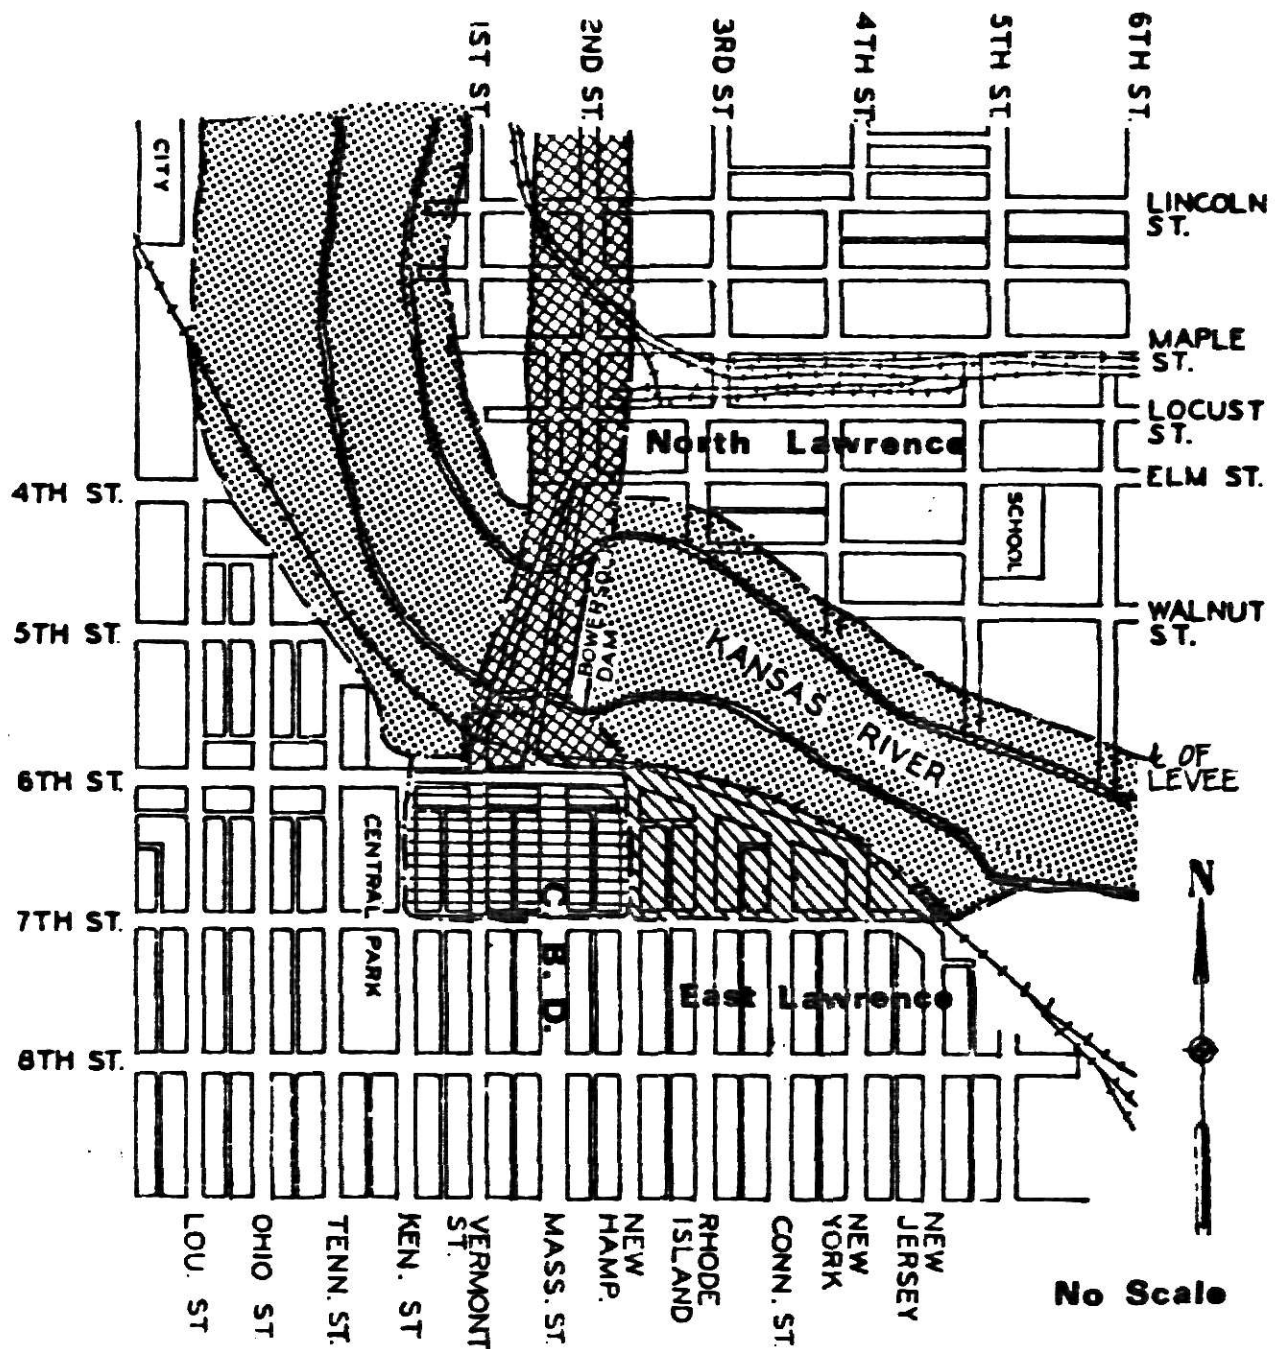 1ST ST.
2ND ST.
3RD ST
4TH ST.
5TH ST.
6TH ST.
CITY
LINCOLN
ST.
MAPLE
ST.
LOCUST
ST.
North Lawrence
ELM ST.
4TH ST.
SCHOOL
WALNUT
ST.
5TH ST.
BOWERSOCK
DAM
KANSAS RIVER
℄ OF
LEVEE
6TH ST.
CENTRAL PARK
7TH ST.
C. B. D.
N
East Lawrence
8TH ST.
LOU. ST
OHIO ST.
TENN. ST.
KEN. ST
VERMONT
ST.
MASS. ST.
NEW
HAMP.
RHODE
ISLAND
CONN. ST.
NEW
YORK
NEW
JERSEY
No Scale